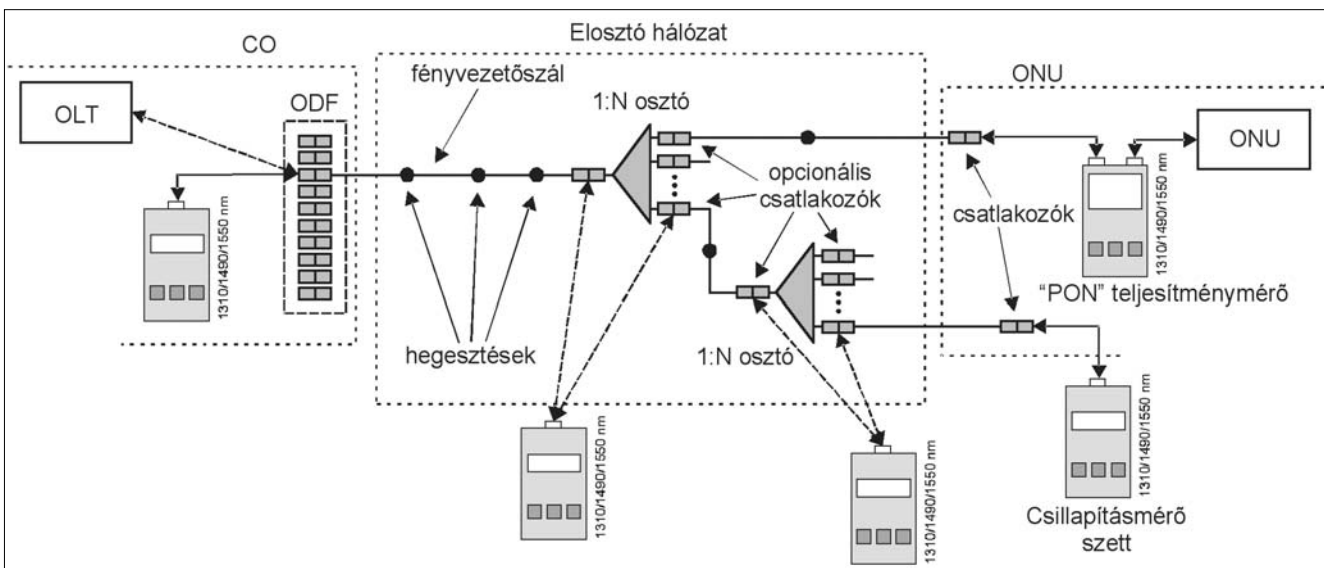 CO
Elosztó hálózat
ONU
OLT
ODF
fényvezetőszál
1:N osztó
ONU
opcionális
csatlakozók
csatlakozók
1310/1490/1550 nm
1310/1490/1550 nm
"PON" teljesítménymérő
hegesztések
1:N osztó
1310/1490/1550 nm
1310/1490/1550 nm
1310/1490/1550 nm
Csillapításmérő
szett